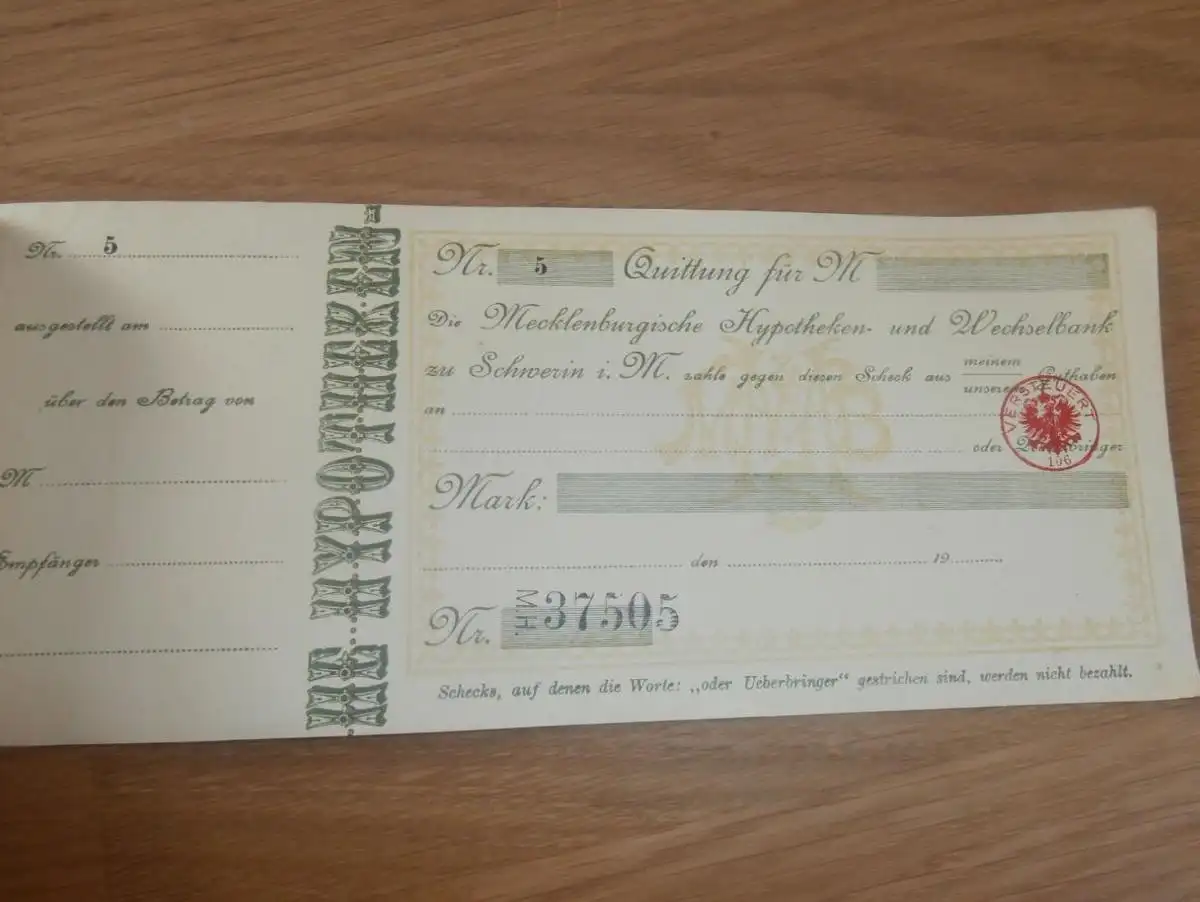 Nr. 5
ausgestellt am
über den Betrag von
M
Empfänger
HYPOTHEKEN-
Nr. 5 Quittung für M
Die Mecklenburgische Hypotheken- und Wechselbank
zu Schwerin i. M. zahle gegen diesen Scheck aus meinem Guthaben
unserem
an
oder Ueberbringer
VERSTEUERT
106
Mark:
den 19
Nr. M.H. 37505
Schecks, auf denen die Worte: „oder Ueberbringer“ gestrichen sind, werden nicht bezahlt.